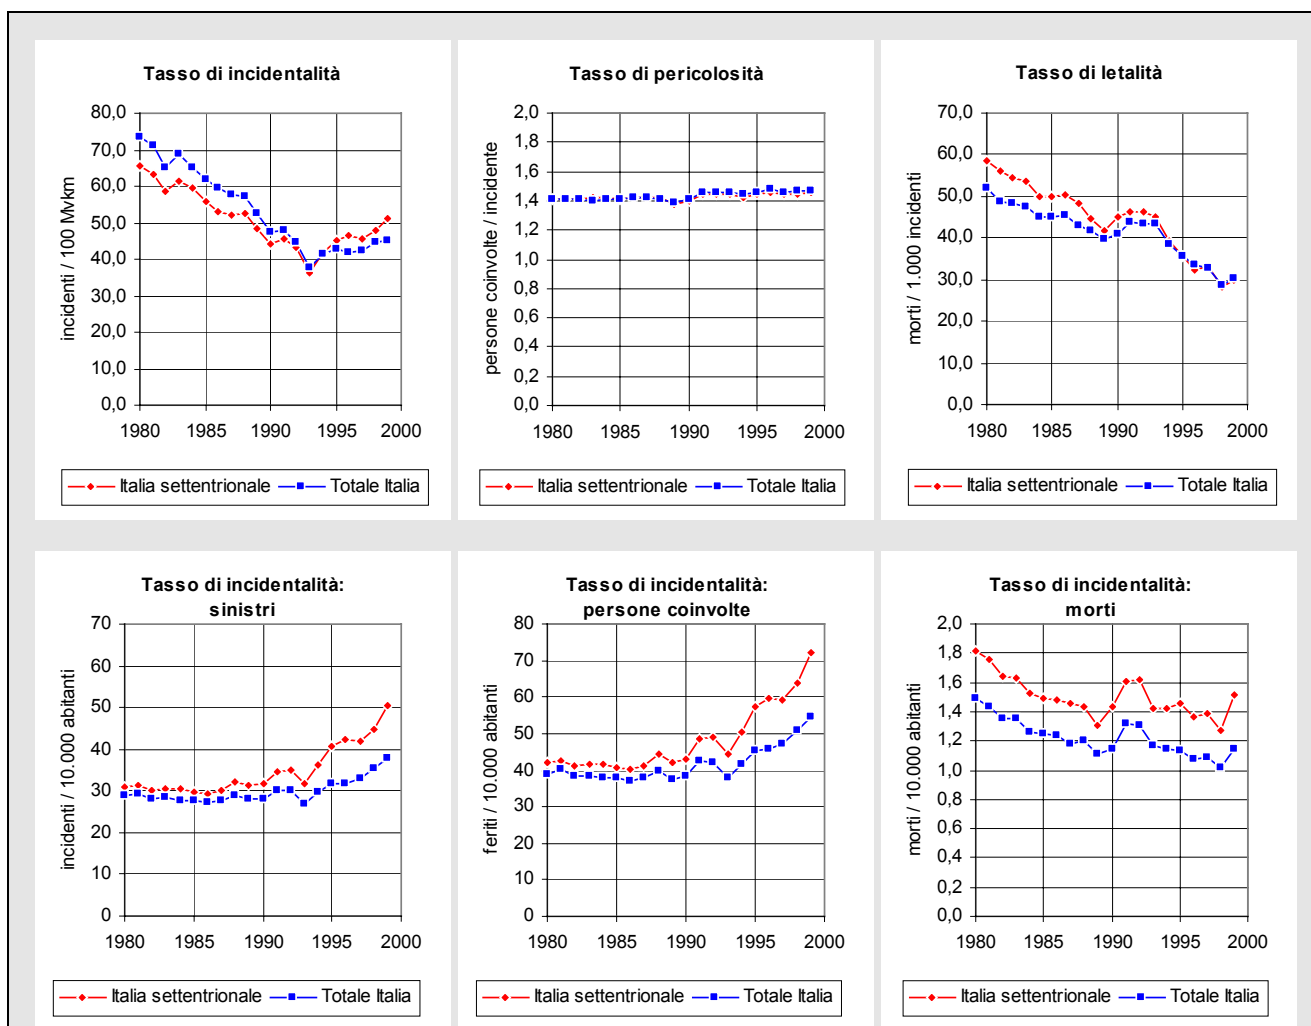 Tasso di incidentalità
incidenti / 100 Mvkm
80,0
70,0
60,0
50,0
40,0
30,0
20,0
10,0
0,0
1980 1985 1990 1995 2000
Italia settentrionale Totale Italia
Tasso di pericolosità
persone coinvolte / incidente
2,0
1,8
1,6
1,4
1,2
1,0
0,8
0,6
0,4
0,2
0,0
1980 1985 1990 1995 2000
Italia settentrionale Totale Italia
Tasso di letalità
morti / 1.000 incidenti
70,0
60,0
50,0
40,0
30,0
20,0
10,0
0,0
1980 1985 1990 1995 2000
Italia settentrionale Totale Italia
Tasso di incidentalità:
sinistri
incidenti / 10.000 abitanti
70
60
50
40
30
20
10
0
1980 1985 1990 1995 2000
Italia settentrionale Totale Italia
Tasso di incidentalità:
persone coinvolte
feriti / 10.000 abitanti
80
70
60
50
40
30
20
10
0
1980 1985 1990 1995 2000
Italia settentrionale Totale Italia
Tasso di incidentalità:
morti
morti / 10.000 abitanti
2,0
1,8
1,6
1,4
1,2
1,0
0,8
0,6
0,4
0,2
0,0
1980 1985 1990 1995 2000
Italia settentrionale Totale Italia